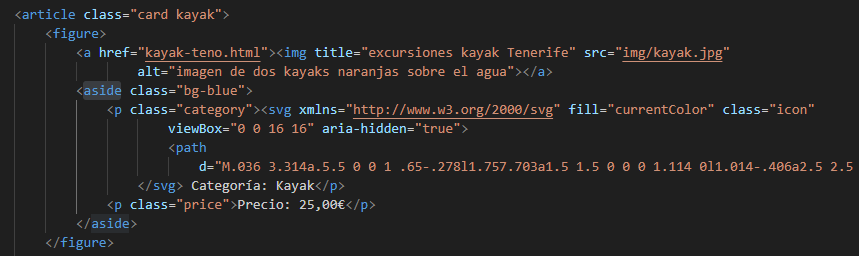 <article class="card kayak">
<figure>
<a href="kayak-teno.html"><img title="excursiones kayak Tenerife" src="img/kayak.jpg"
alt="imagen de dos kayaks naranjas sobre el agua"></a>
<aside class="bg-blue">
<p class="category"><svg xmlns="http://www.w3.org/2000/svg" fill="currentColor" class="icon"
viewBox="0 0 16 16" aria-hidden="true">
<path
d="M.036 3.314a.5.5 0 0 1 .65-.278l1.757.703a1.5 1.5 0 0 0 1.114 0l1.014-.406a2.5 2.5
</svg> Categoría: Kayak</p>
<p class="price">Precio: 25,00€</p>
</aside>
</figure>